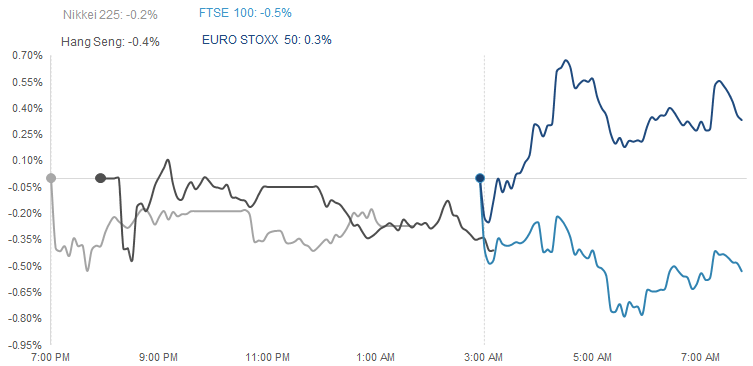 Nikkei 225: -0.2%
FTSE 100: -0.5%
Hang Seng: -0.4%
EURO STOXX 50: 0.3%
0.70%
0.55%
0.40%
0.25%
0.10%
-0.05%
-0.20%
-0.35%
-0.50%
-0.65%
-0.80%
-0.95%
7:00 PM
9:00 PM
11:00 PM
1:00 AM
3:00 AM
5:00 AM
7:00 AM